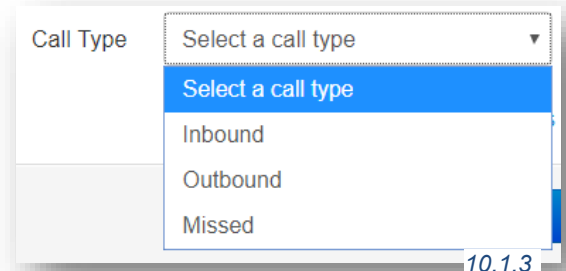 Call Type Select a call type
Select a call type
Inbound
Outbound
Missed
10.1.3